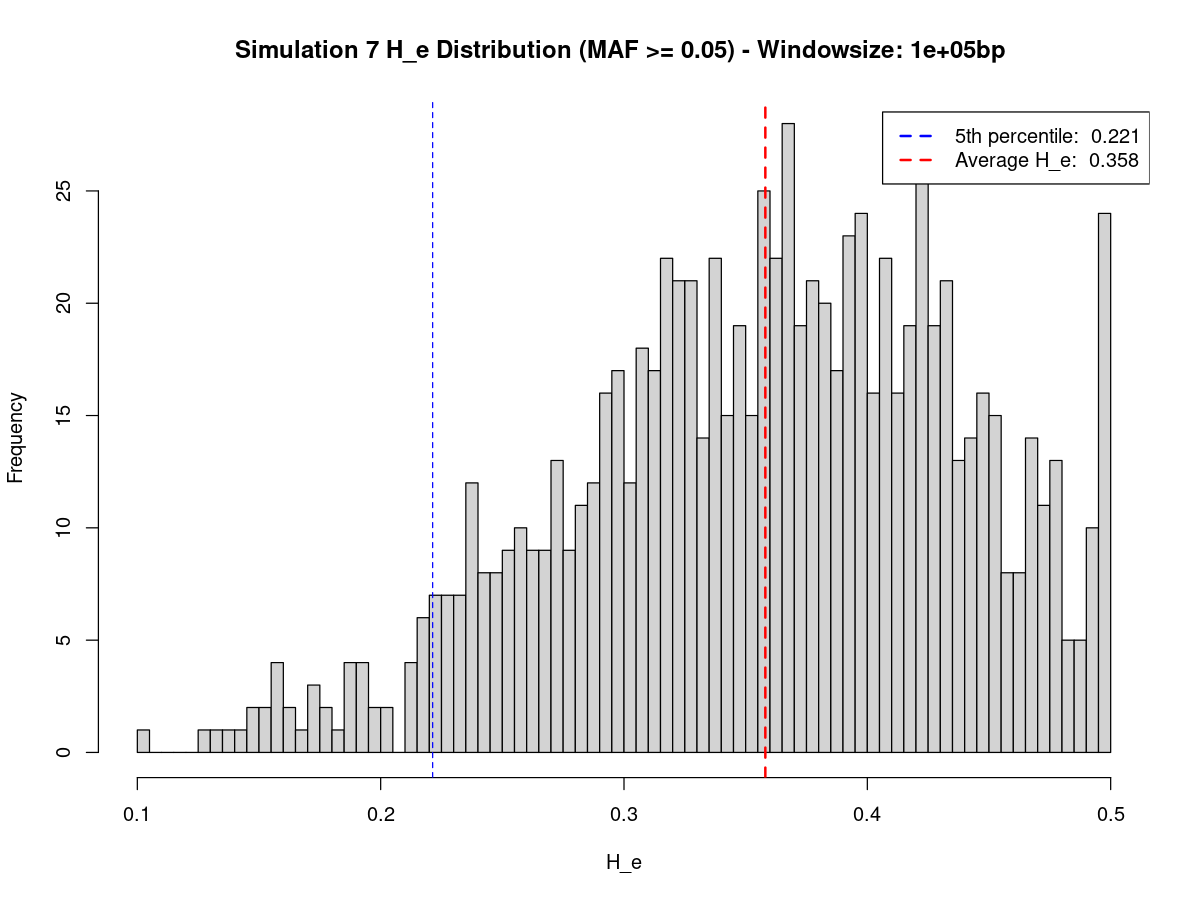 Simulation 7 H_e Distribution (MAF >= 0.05) - Windowsize: 1e+05bp
5th percentile: 0.221
Average H_e: 0.358
Frequency
25
20
15
10
5
0
0.1 0.2 0.3 0.4 0.5
H_e